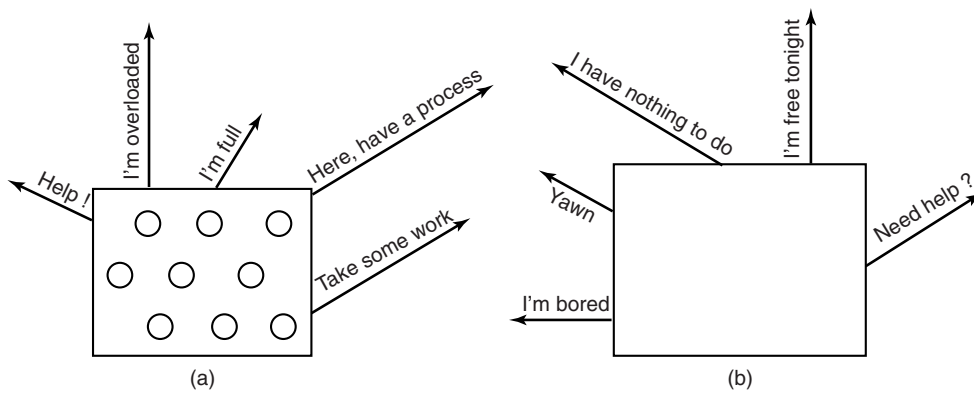 I'm overloaded
I'm full
Here, have a process
Help !
Take some work
(a)
I have nothing to do
I'm free tonight
Yawn
Need help ?
I'm bored
(b)